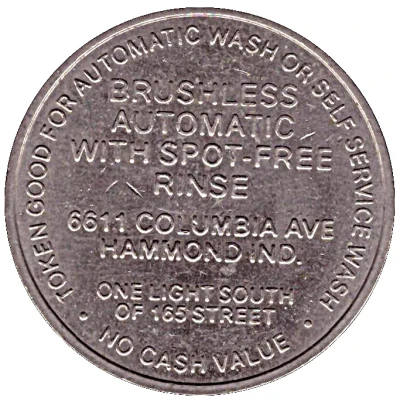 TOKEN GOOD FOR AUTOMATIC WASH OR SELF SERVICE WASH
BRUSHLESS
AUTOMATIC
WITH SPOT-FREE
RINSE
6611 COLUMBIA AVE
HAMMOND IND.
ONE LIGHT SOUTH
OF 165 STREET
• NO CASH VALUE •